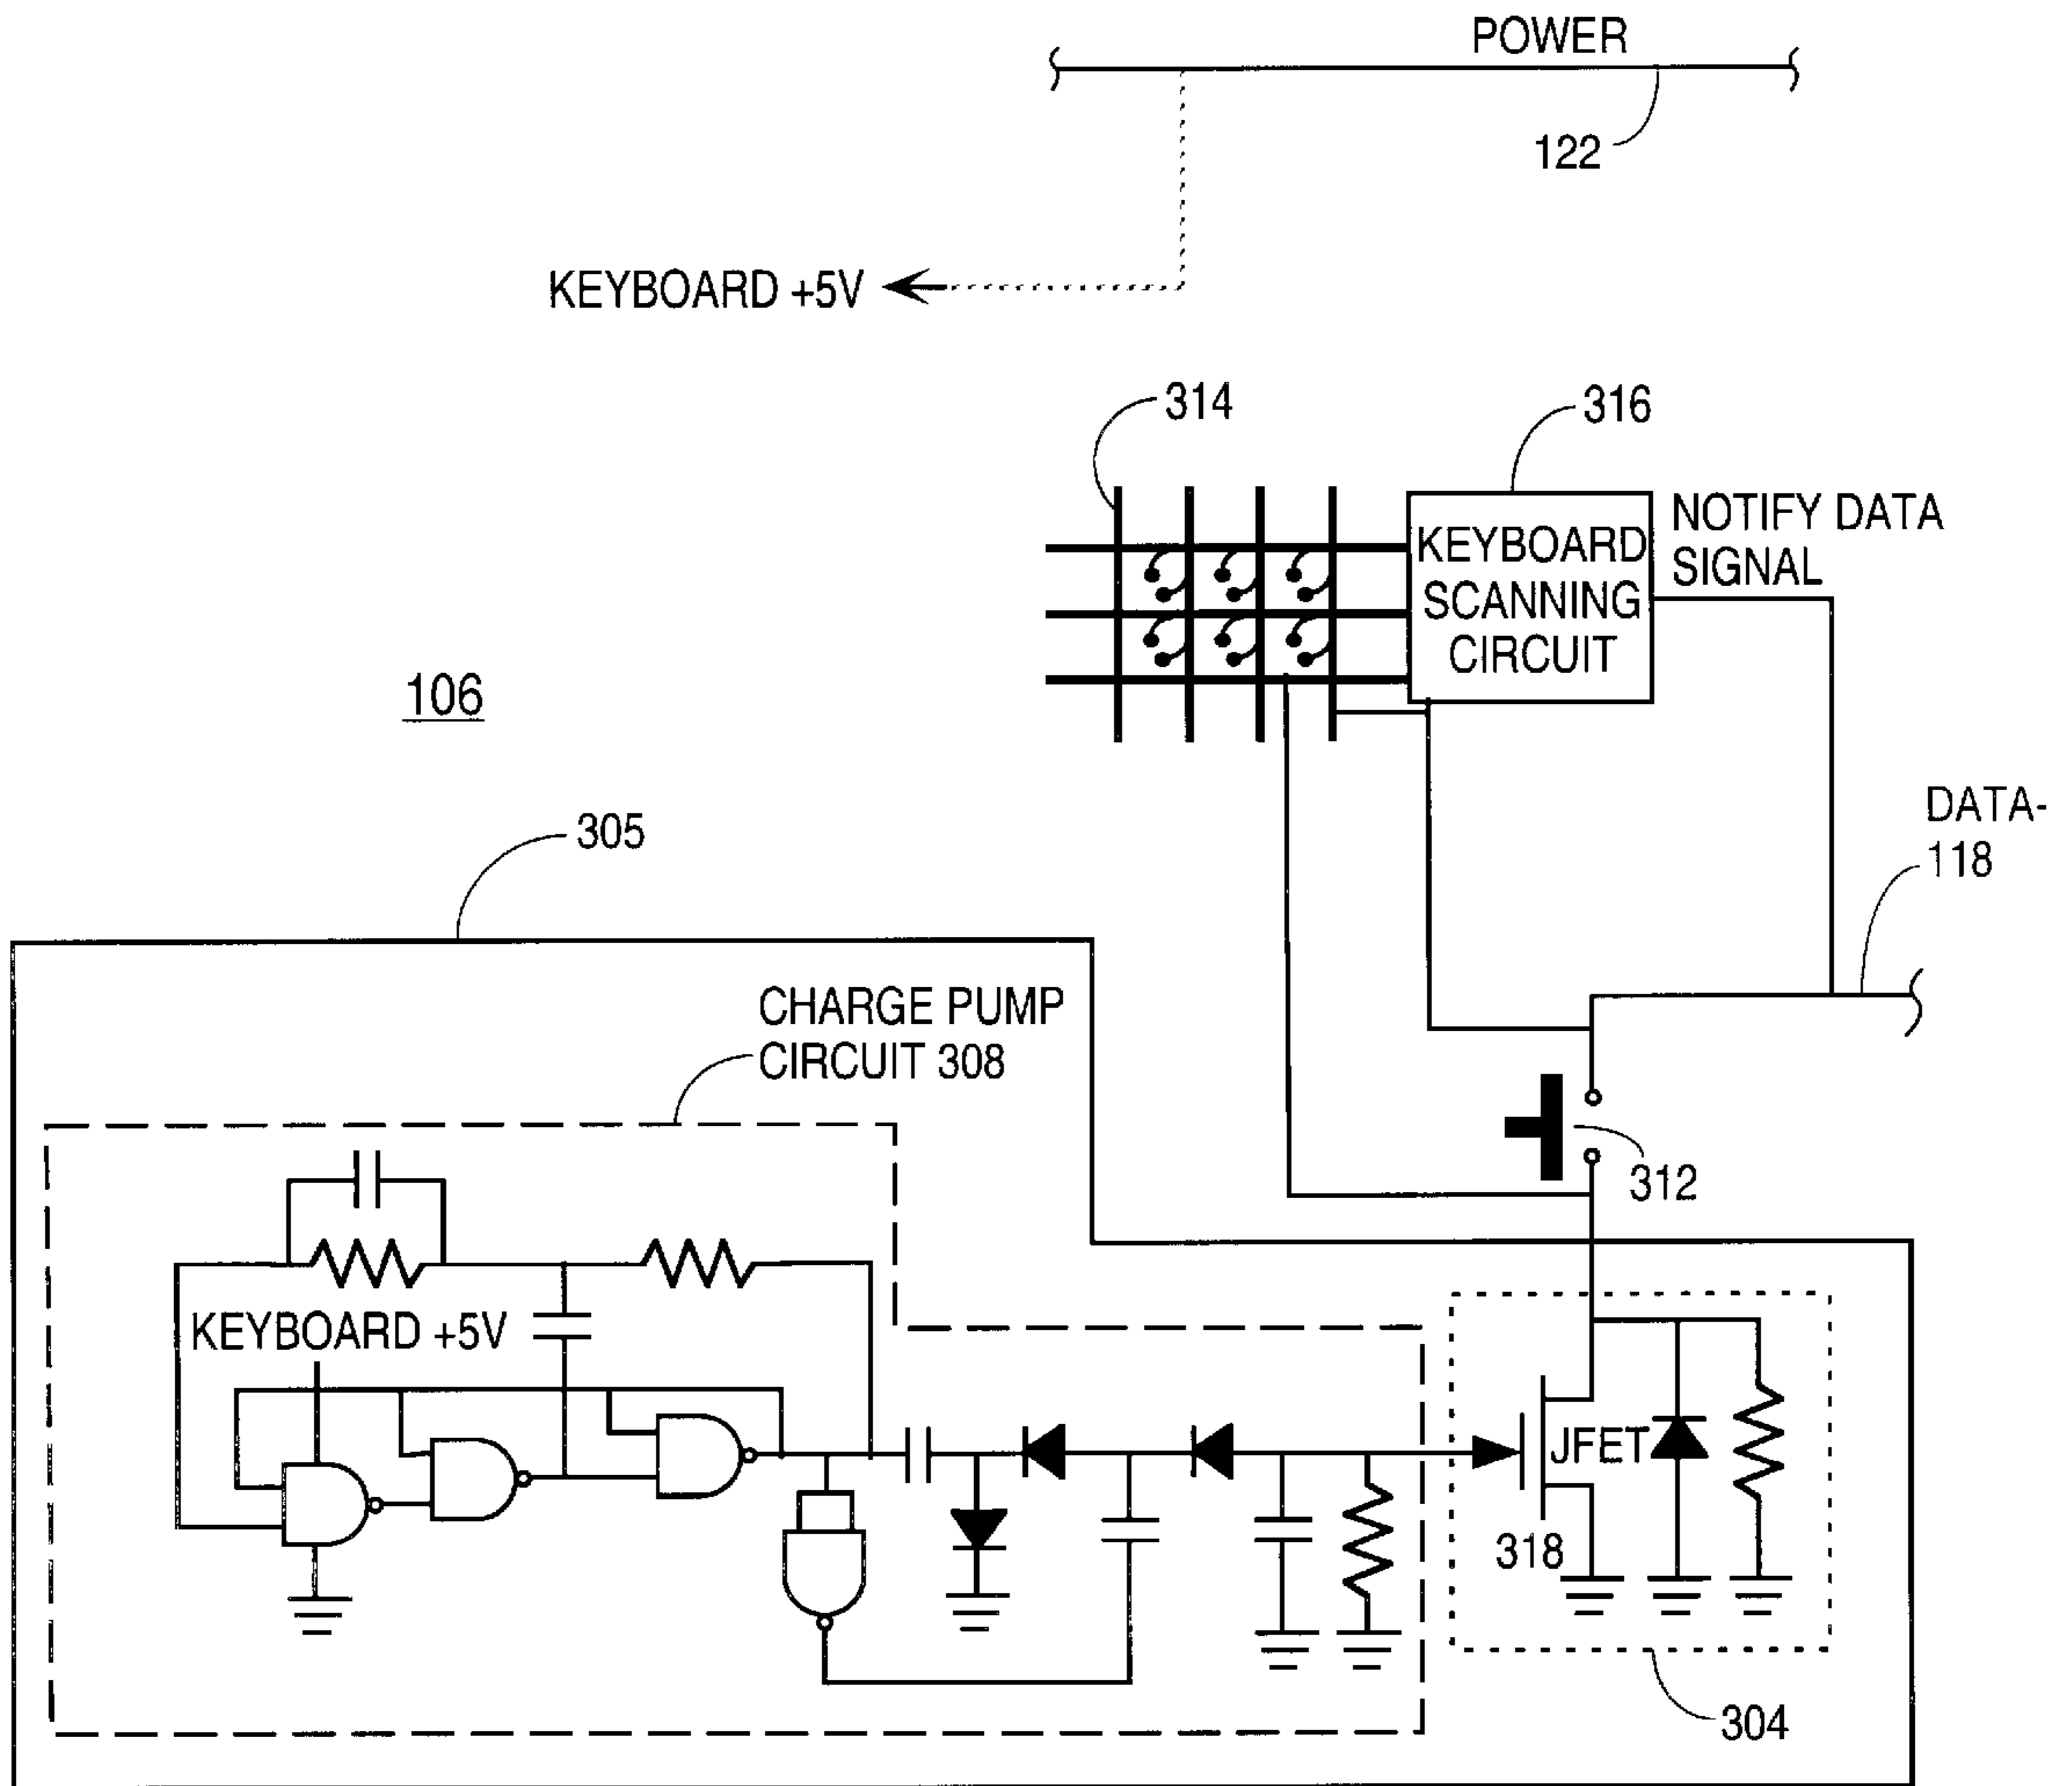 POWER
122
KEYBOARD +5V
314
316
KEYBOARD
SCANNING
CIRCUIT
NOTIFY DATA
SIGNAL
106
DATA-
118
305
CHARGE PUMP
CIRCUIT 308
312
KEYBOARD +5V
JFET
318
304